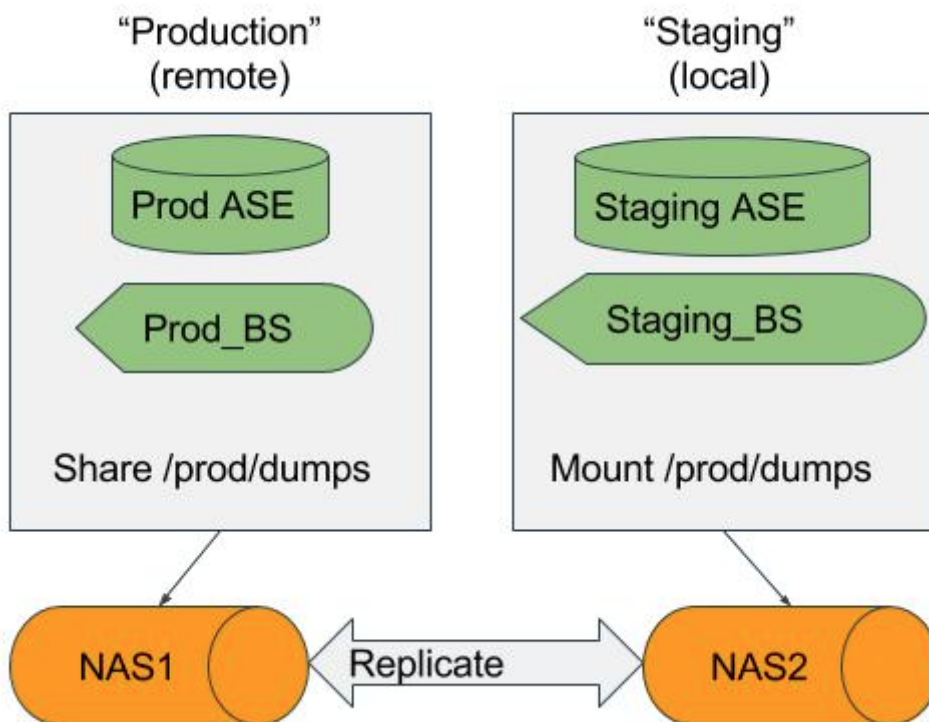 “Production”
(remote)
“Staging”
(local)
Prod ASE
Staging ASE
Prod_BS
Staging_BS
Share /prod/dumps
Mount /prod/dumps
NAS1
Replicate
NAS2